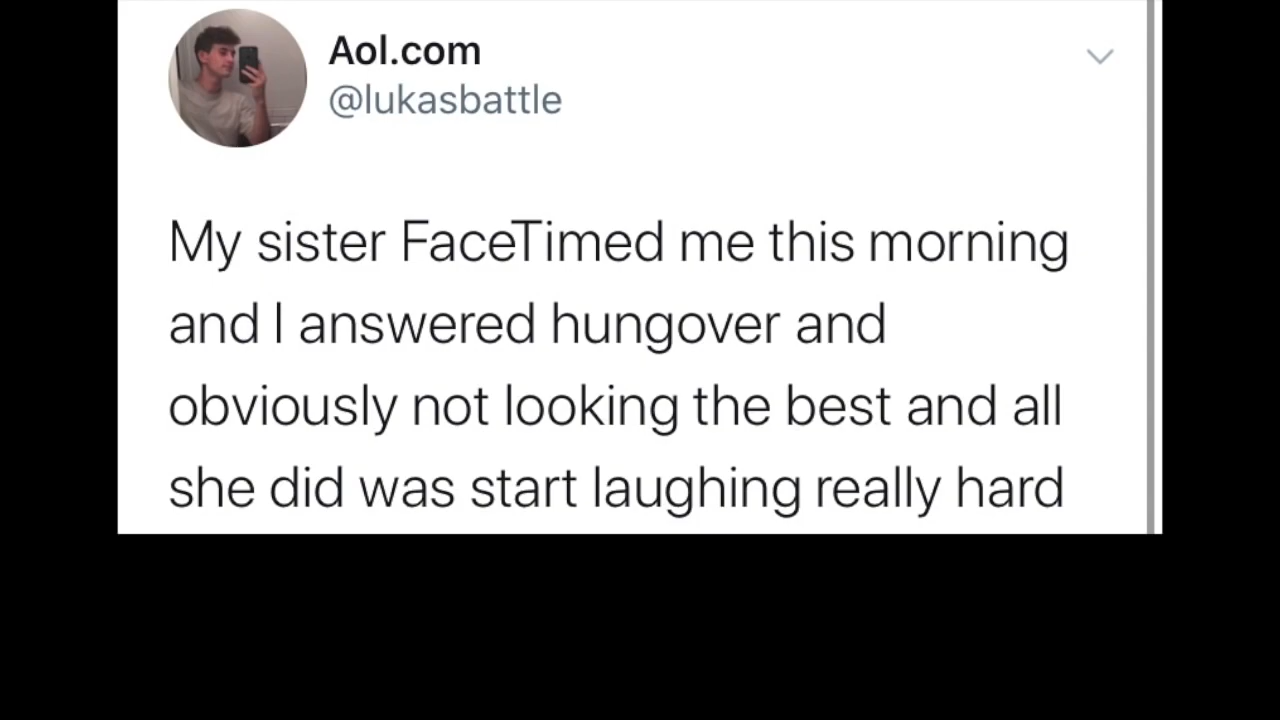 Aol.com
@lukasbattle
My sister FaceTimed me this morning
and I answered hungover and
obviously not looking the best and all
she did was start laughing really hard